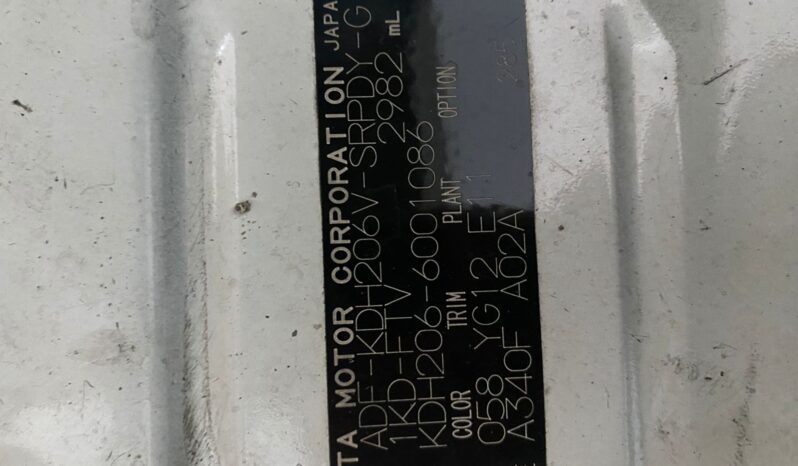 TA MOTOR CORPORATION JAPA
ADF-KDH206V-SRPDY-G
1KD-FTV 2982 mL
KDH206-6001086
COLOR TRIM PLANT OPTION
058 YG12 E11 285
A340F A02A